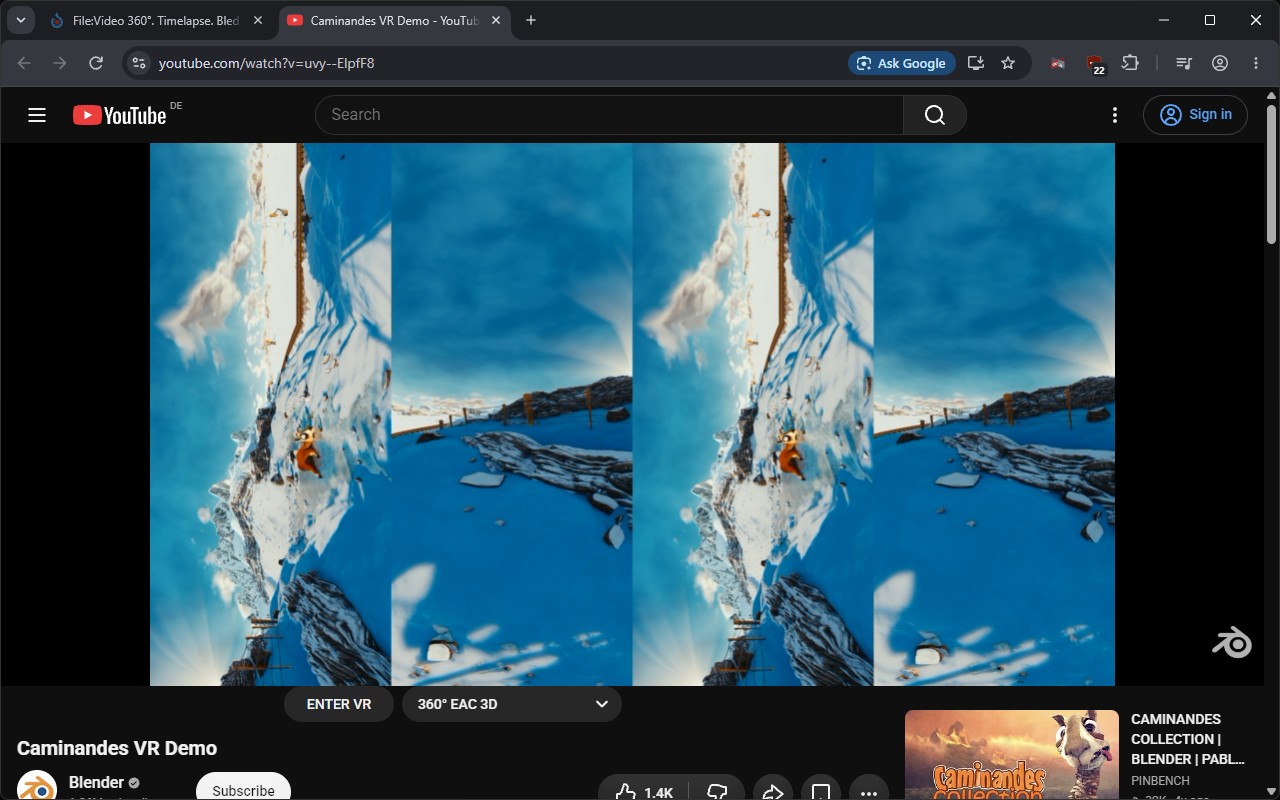 File:Video 360°. Timelapse. Bled
Caminandes VR Demo - YouTub
youtube.com/watch?v=uvy--EIpfF8
Ask Google
22
YouTube DE
Search
Sign in
ENTER VR
360° EAC 3D
Caminandes VR Demo
Blender
Subscribe
1.4K
CAMINANDES
COLLECTION |
BLENDER | PABL...
PINBENCH
Caminandes
Collection